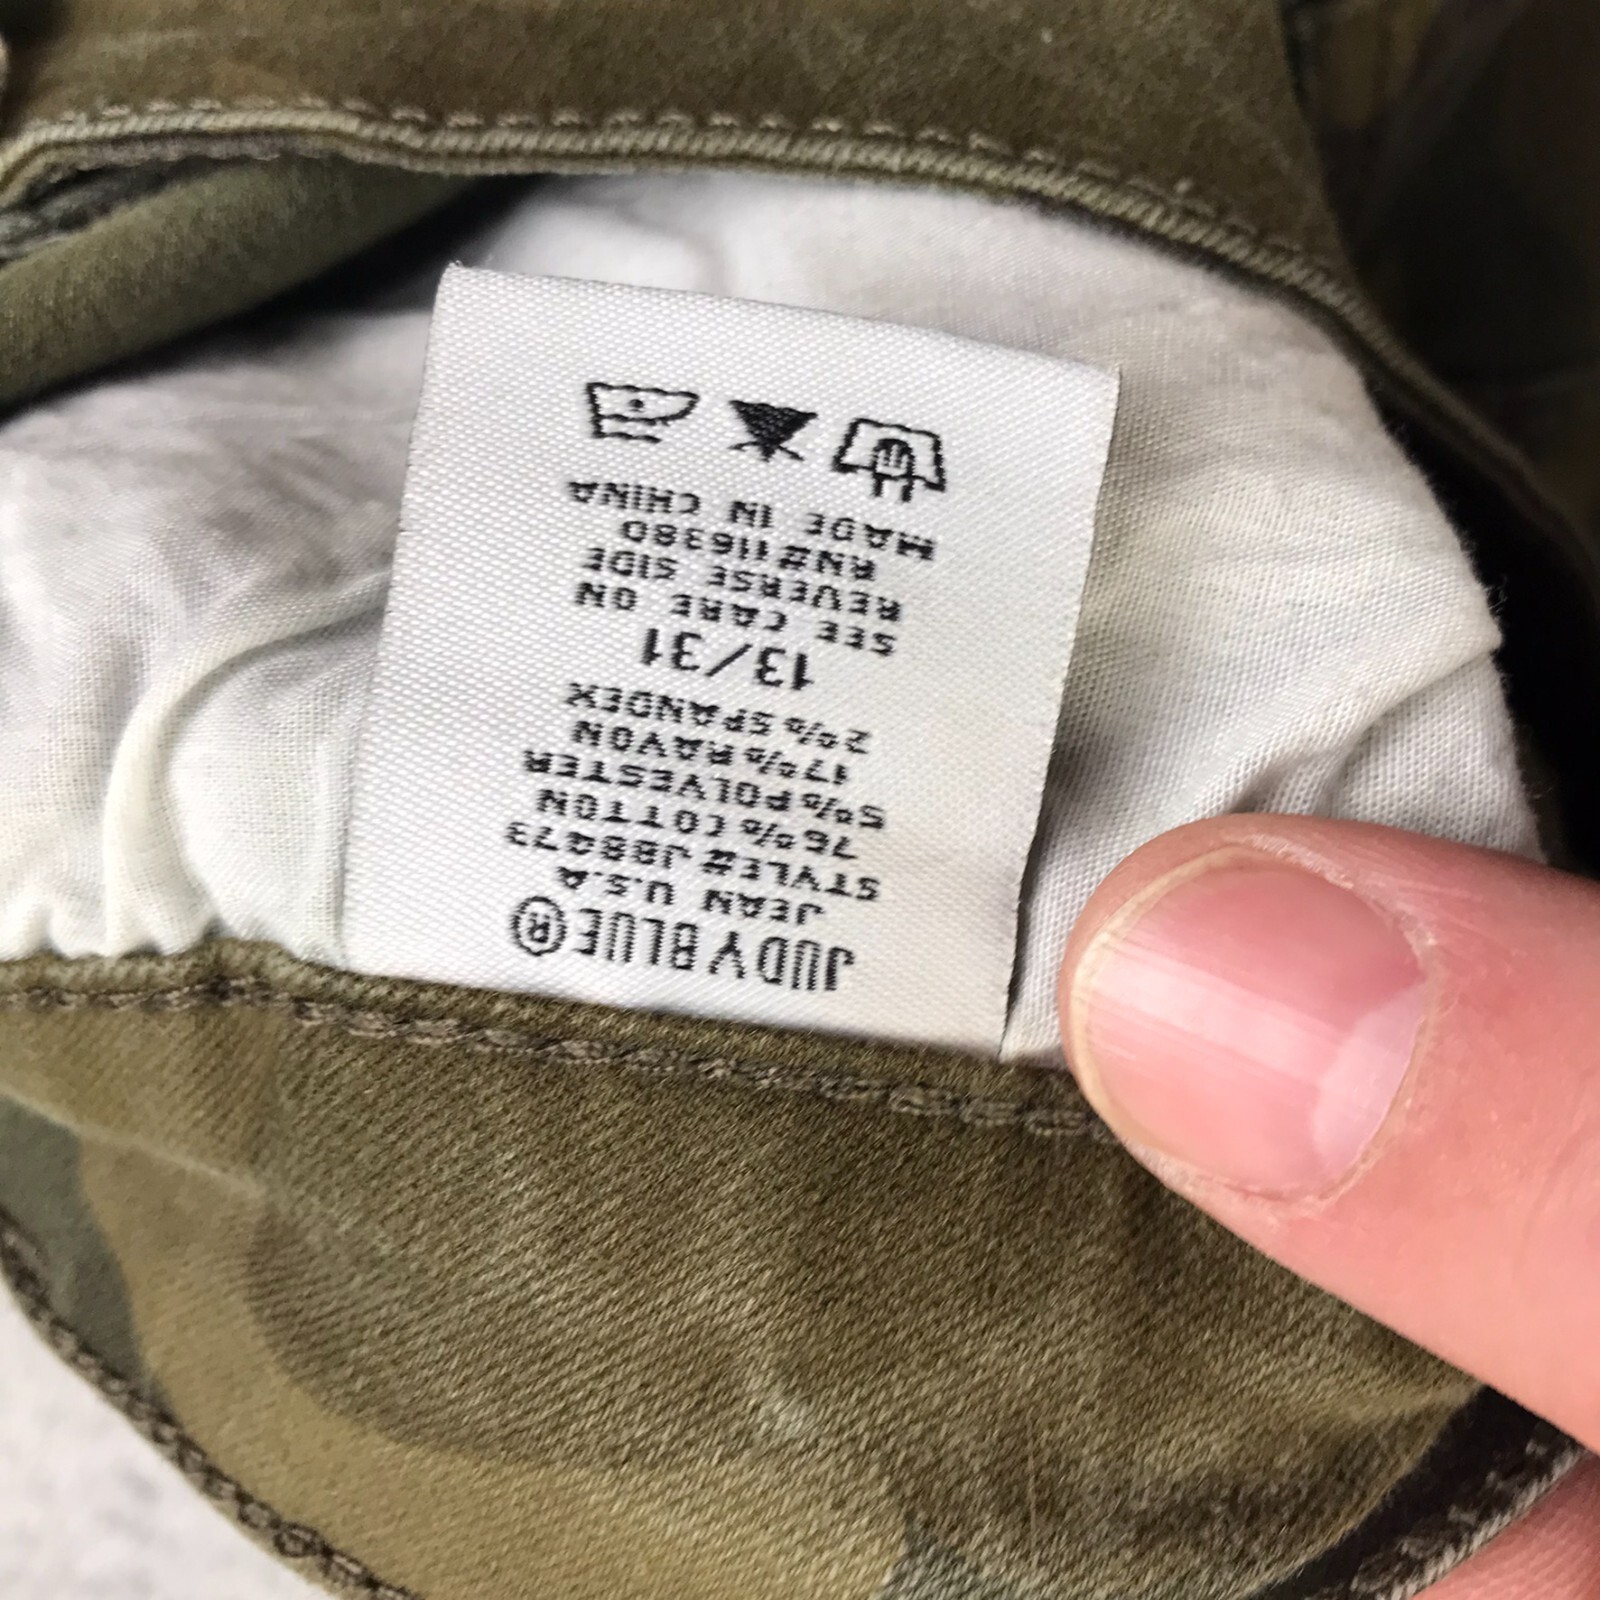 JUDY BLUE®
JEAN U.S.A
STYLE# JB8473
76% COTTON
5% POLYESTER
17% RAYON
2% SPANDEX
13/31
SEE CARE ON
REVERSE SIDE
RN#116380
MADE IN CHINA